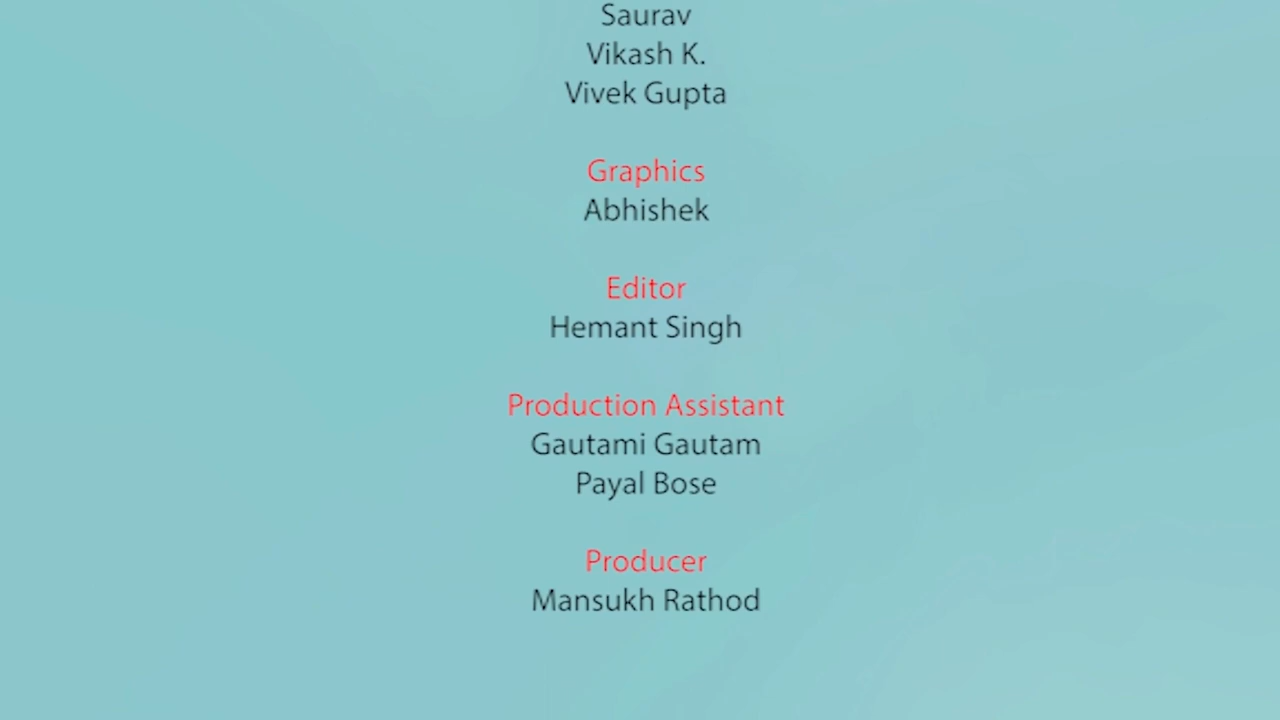 Saurav
Vikash K.
Vivek Gupta
Graphics
Abhishek
Editor
Hemant Singh
Production Assistant
Gautami Gautam
Payal Bose
Producer
Mansukh Rathod